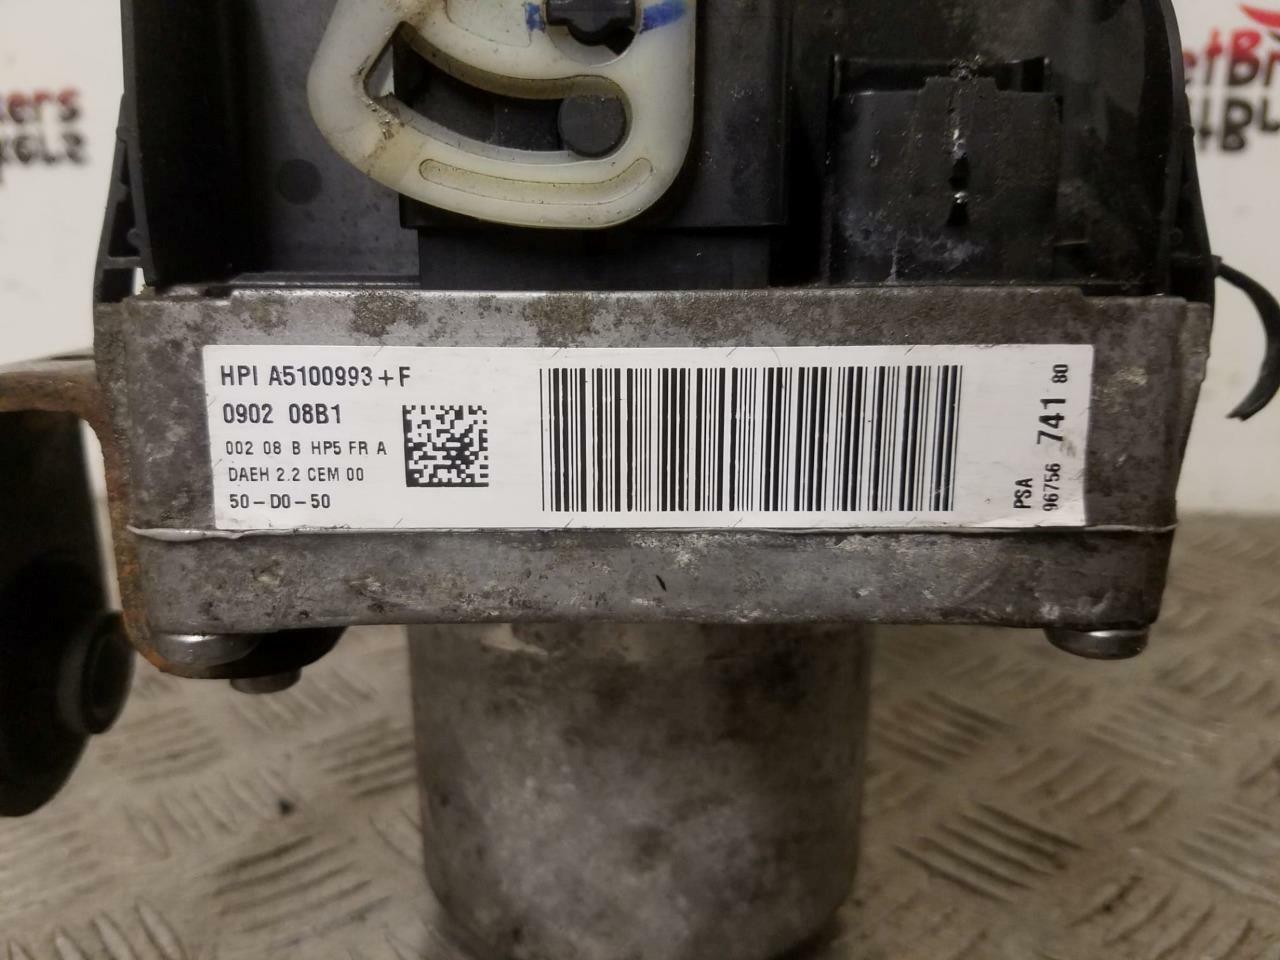 HPI A5100993+F
0902 08B1
002 08 B HP5 FR A
DAEH 2.2 CEM 00
50-D0-50
PSA
96756 741 80